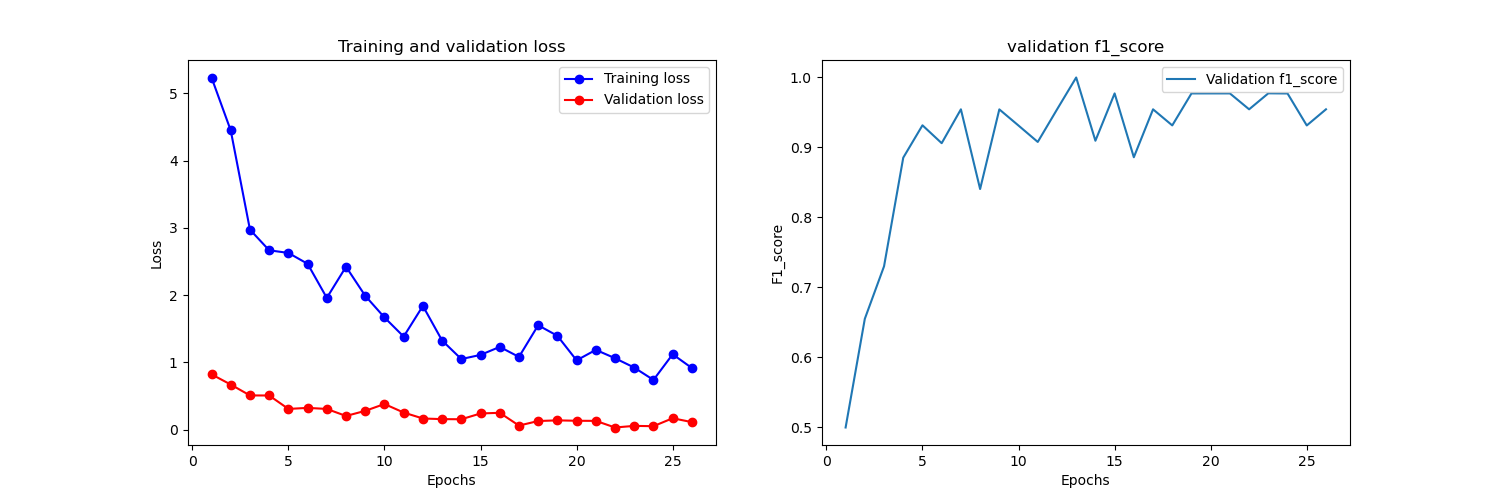 Training and validation loss
Training loss
Validation loss
5
4
3
2
1
0
Loss
0
5
10
15
20
25
Epochs
validation f1_score
Validation f1_score
1.0
0.9
0.8
0.7
0.6
0.5
F1_score
0
5
10
15
20
25
Epochs